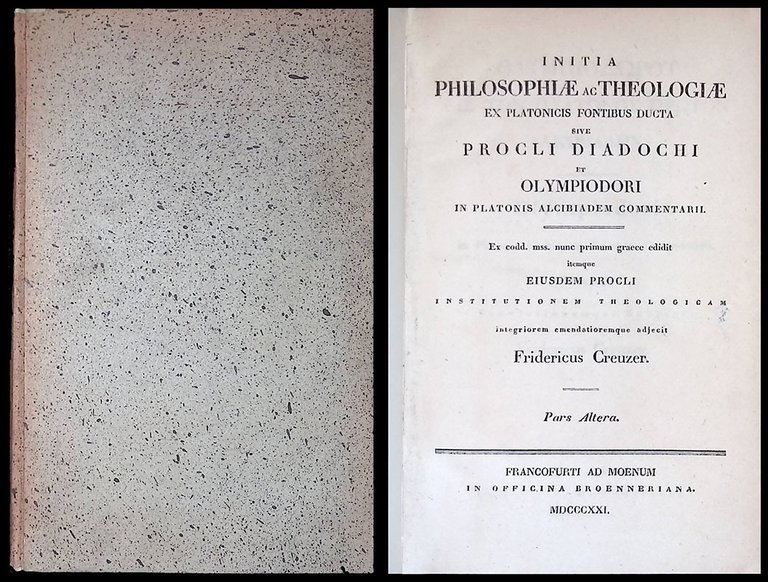 INITIA
PHILOSOPHIÆ AC THEOLOGIÆ
EX PLATONICIS FONTIBUS DUCTA
SIVE
PROCLI DIADOCHI
ET
OLYMPIODORI
IN PLATONIS ALCIBIADEM COMMENTARII.
Ex codd. mss. nunc primum graece edidit
itemque
EIUSDEM PROCLI
INSTITUTIONEM THEOLOGICAM
integriorem emendatioremque adjecit
Fridericus Creuzer.
Pars Altera.
FRANCOFURTI AD MOENUM
IN OFFICINA BROENNERIANA.
MDCCCXXI.